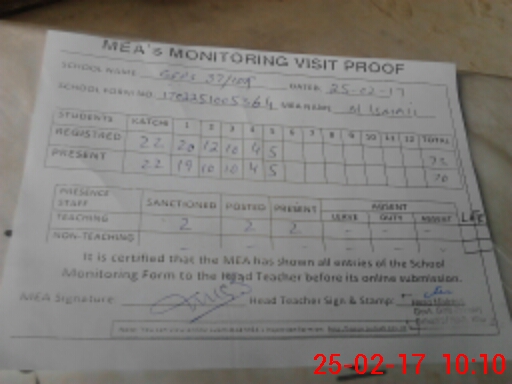 MEA's MONITORING VISIT PROOF
SCHOOL NAME GEPS 37/10R DATED 25-02-17
SCHOOL FORM NO. MEA NAME
STUDENTS KATCHI 1 2 3 4 5 6 7 8 9 10 11 12 TOTAL
REGISTRED 22 20 12 10 4 5
PRESENT 22 19 10 10 4 5 70
PRESENCE STAFF SANCTIONED POSTED PRESENT ABSENT
LEAVE DUTY ABSENT
TEACHING 2 2 2 - - -
NON-TEACHING - - - - - -
It is certified that the MEA has shown all entries of the School
Monitoring Form to the Head Teacher before its online submission.
MEA Signature Head Teacher Sign & Stamp:
25-02-17 10:10